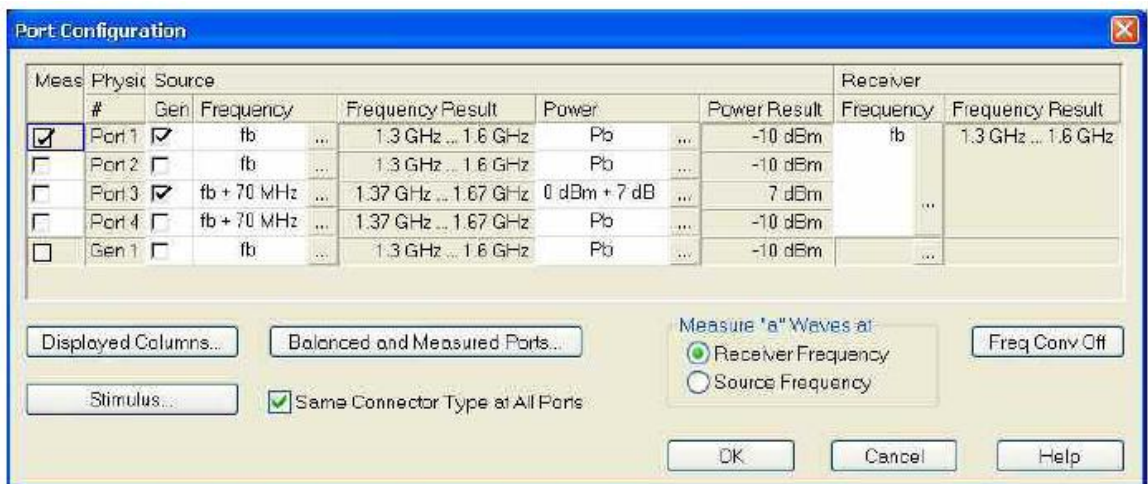 Port Configuration
Meas Physic Source Receiver
# Gen Frequency Frequency Result Power Power Result Frequency Frequency Result
Port 1 fb ... 1.3 GHz ... 1.6 GHz Pb ... -10 dBm fb 1.3 GHz ... 1.6 GHz
Port 2 fb ... 1.3 GHz ... 1.6 GHz Pb ... -10 dBm
Port 3 fb + 70 MHz ... 1.37 GHz ... 1.67 GHz 0 dBm + 7 dB ... 7 dBm
Port 4 fb + 70 MHz ... 1.37 GHz ... 1.67 GHz Pb ... -10 dBm ...
Gen 1 fb ... 1.3 GHz ... 1.6 GHz Pb ... -10 dBm ...
Displayed Columns... Balanced and Measured Ports... Measure "a" Waves at Freq Conv Off
Receiver Frequency
Stimulus... Same Connector Type at All Ports Source Frequency
OK Cancel Help